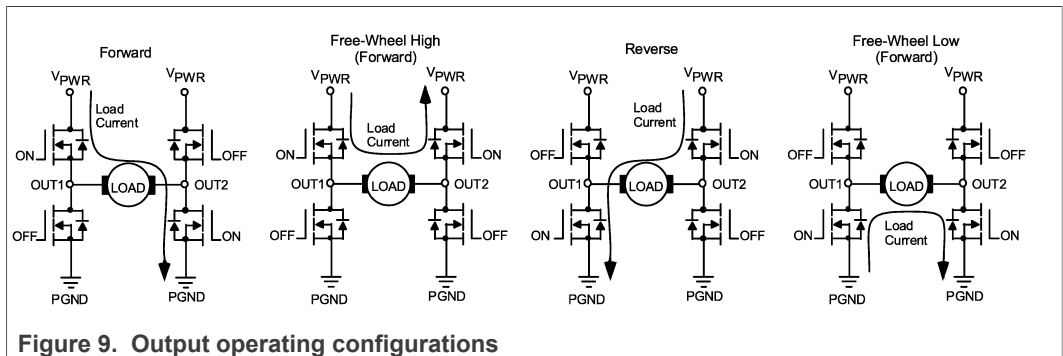 Forward
VPWR
VPWR
Load
Current
ON
OFF
OUT1
LOAD
OUT2
OFF
ON
PGND
PGND
Free-Wheel High
(Forward)
VPWR
VPWR
Load
Current
ON
ON
OUT1
LOAD
OUT2
OFF
OFF
PGND
PGND
Reverse
VPWR
VPWR
Load
Current
OFF
ON
OUT1
LOAD
OUT2
ON
OFF
PGND
PGND
Free-Wheel Low
(Forward)
VPWR
VPWR
OFF
OFF
OUT1
LOAD
OUT2
Load
Current
ON
ON
PGND
PGND
Figure 9. Output operating configurations